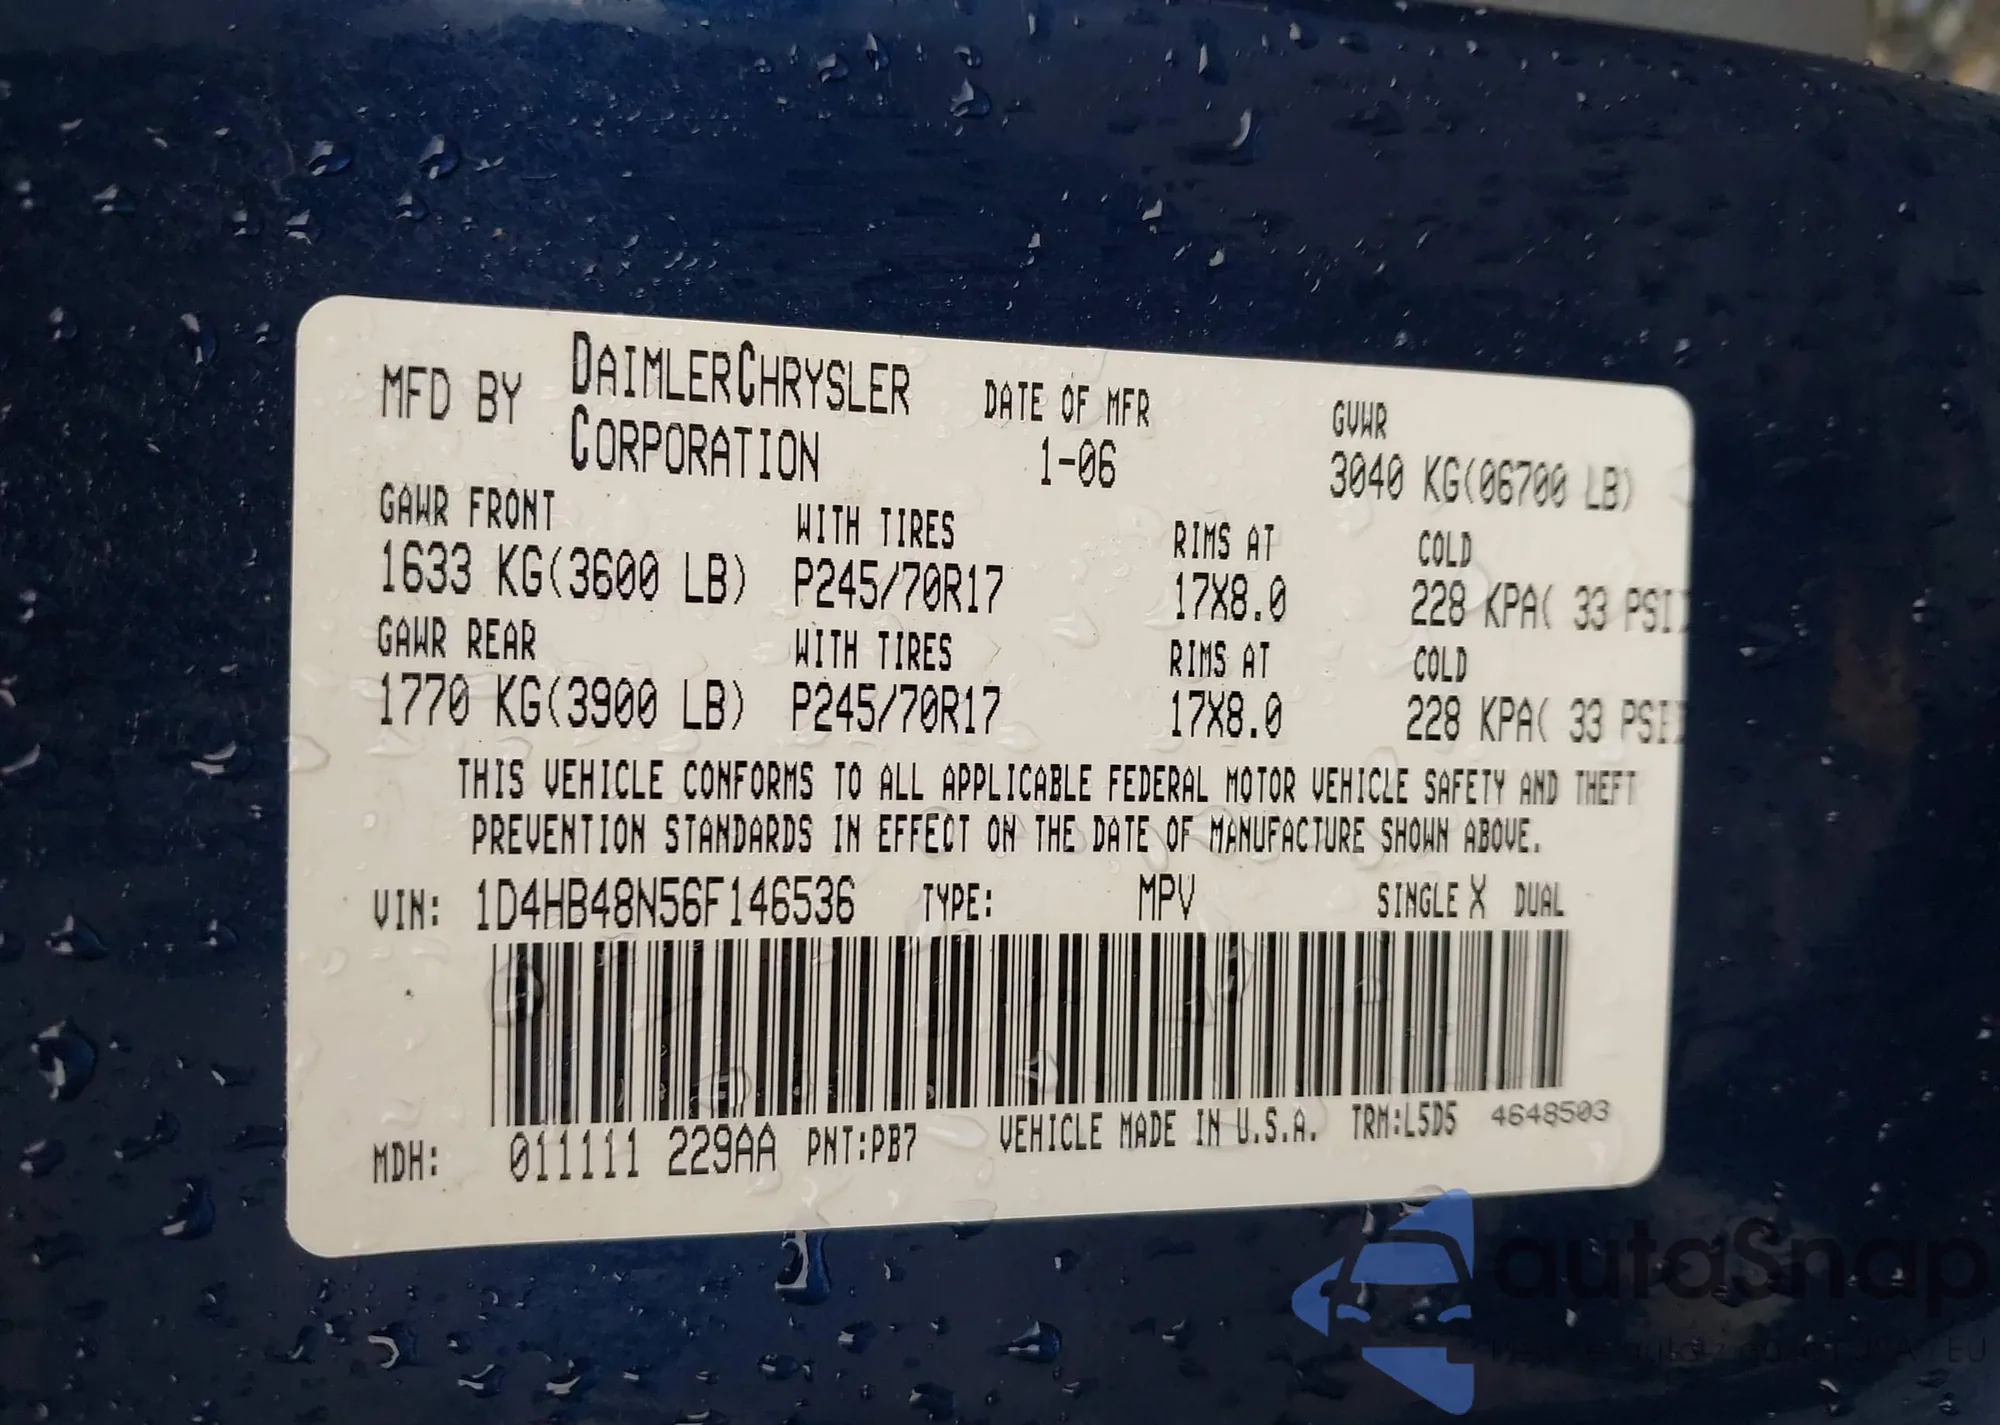 MFD BY DAIMLERCHRYSLER CORPORATION
DATE OF MFR
1-06
GVWR
3040 KG(06700 LB)
GAWR FRONT WITH TIRES RIMS AT COLD
1633 KG(3600 LB) P245/70R17 17X8.0 228 KPA( 33 PSI)
GAWR REAR WITH TIRES RIMS AT COLD
1770 KG(3900 LB) P245/70R17 17X8.0 228 KPA( 33 PSI)
THIS VEHICLE CONFORMS TO ALL APPLICABLE FEDERAL MOTOR VEHICLE SAFETY AND THEFT
PREVENTION STANDARDS IN EFFECT ON THE DATE OF MANUFACTURE SHOWN ABOVE.
VIN: 1D4HB48N56F146536 TYPE: MPV SINGLE X DUAL
MDH: 011111 229AA PNT:PB7 VEHICLE MADE IN U.S.A. TRM:L5D5 4648503
autoSnap